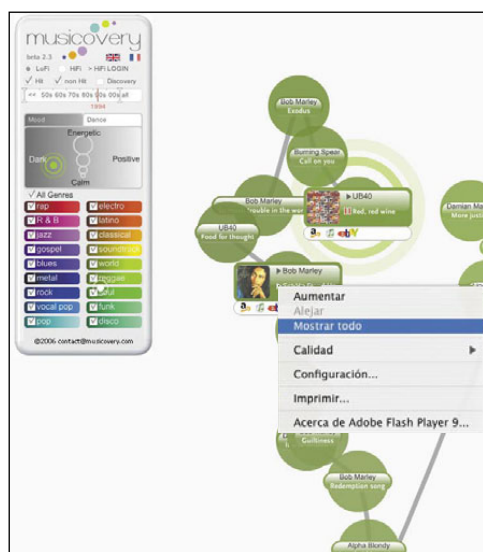 musicovery
beta 2.3
LoFi HiFi > HiFi LOGIN
Hit non Hit Discovery
<< 50s 60s 70s 80s 90s 00s all
1994
Mood Dance
Energetic
Dark Positive
Calm
All Genres
rap electro
R & B latino
jazz classical
gospel soundtrack
blues world
metal reggae
rock soul
vocal pop funk
pop disco
©2006 contact@musicovery.com
Bob Marley
Exodus
Burning Spear
Call on you
Bob Marley
Trouble in the wor
UB40
Red, red wine
ebY
UB40
Food for thought
Bob Marley
Damian Ma
More justi
Aumentar
Alejar
Mostrar todo
Calidad
Configuración...
Imprimir...
Acerca de Adobe Flash Player 9...
Guiltiness
Bob Marley
Redemption song
Alpha Blondy